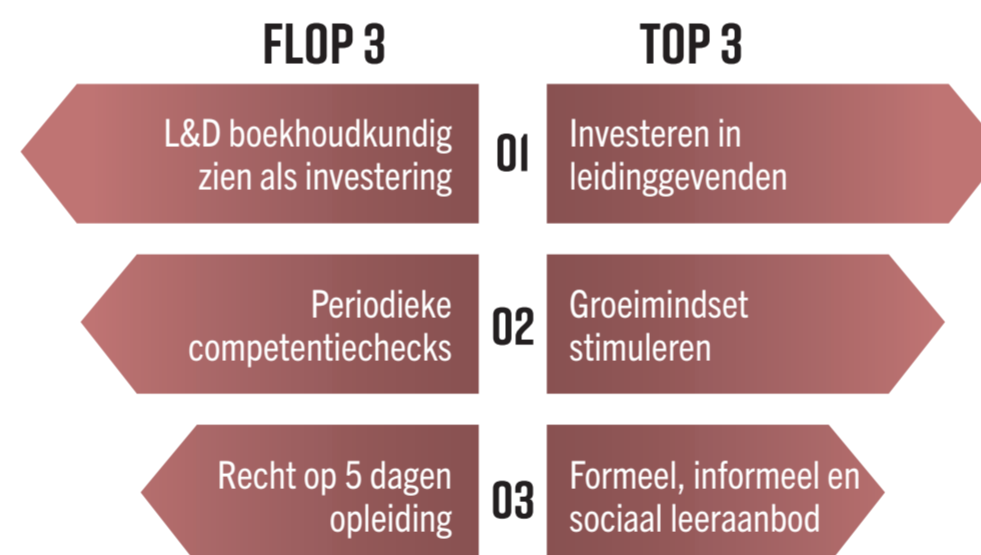 FLOP 3
TOP 3
L&D boekhoudkundig
zien als investering
01
Investeren in
leidinggevenden
Periodieke
competentiechecks
02
Groeimindset
stimuleren
Recht op 5 dagen
opleiding
03
Formeel, informeel en
sociaal leeraanbod